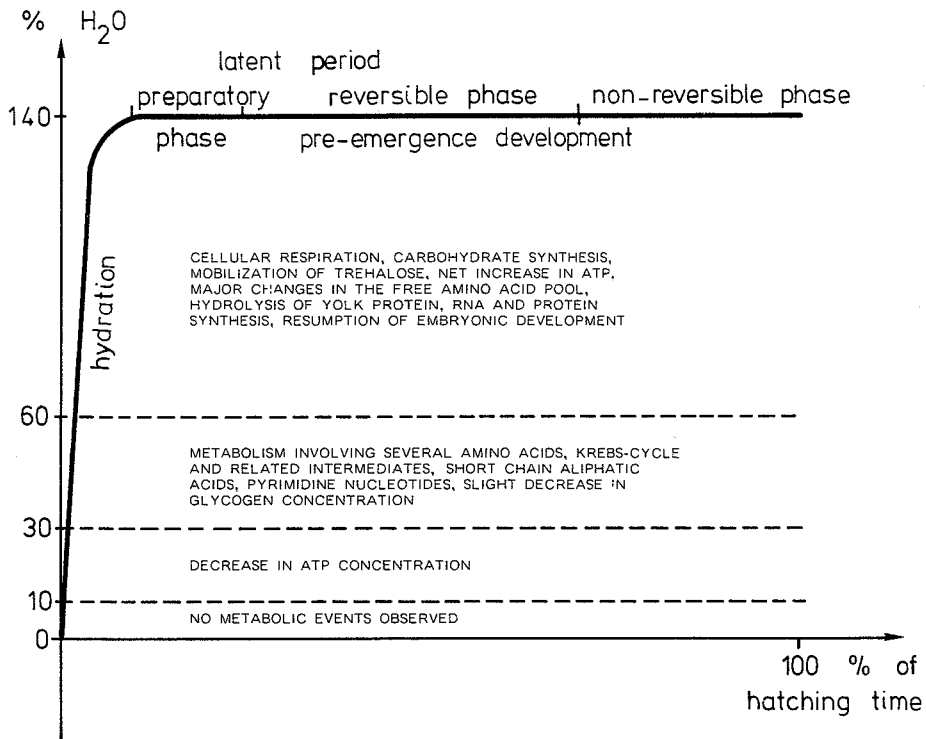 % H₂O
latent period
preparatory reversible phase non-reversible phase
140
phase pre-emergence development
hydration
CELLULAR RESPIRATION, CARBOHYDRATE SYNTHESIS,
MOBILIZATION OF TREHALOSE, NET INCREASE IN ATP,
MAJOR CHANGES IN THE FREE AMINO ACID POOL,
HYDROLYSIS OF YOLK PROTEIN, RNA AND PROTEIN
SYNTHESIS, RESUMPTION OF EMBRYONIC DEVELOPMENT
60
METABOLISM INVOLVING SEVERAL AMINO ACIDS, KREBS-CYCLE
AND RELATED INTERMEDIATES, SHORT CHAIN ALIPHATIC
ACIDS, PYRIMIDINE NUCLEOTIDES, SLIGHT DECREASE IN
GLYCOGEN CONCENTRATION
30
DECREASE IN ATP CONCENTRATION
10
NO METABOLIC EVENTS OBSERVED
0
100 % of
hatching time